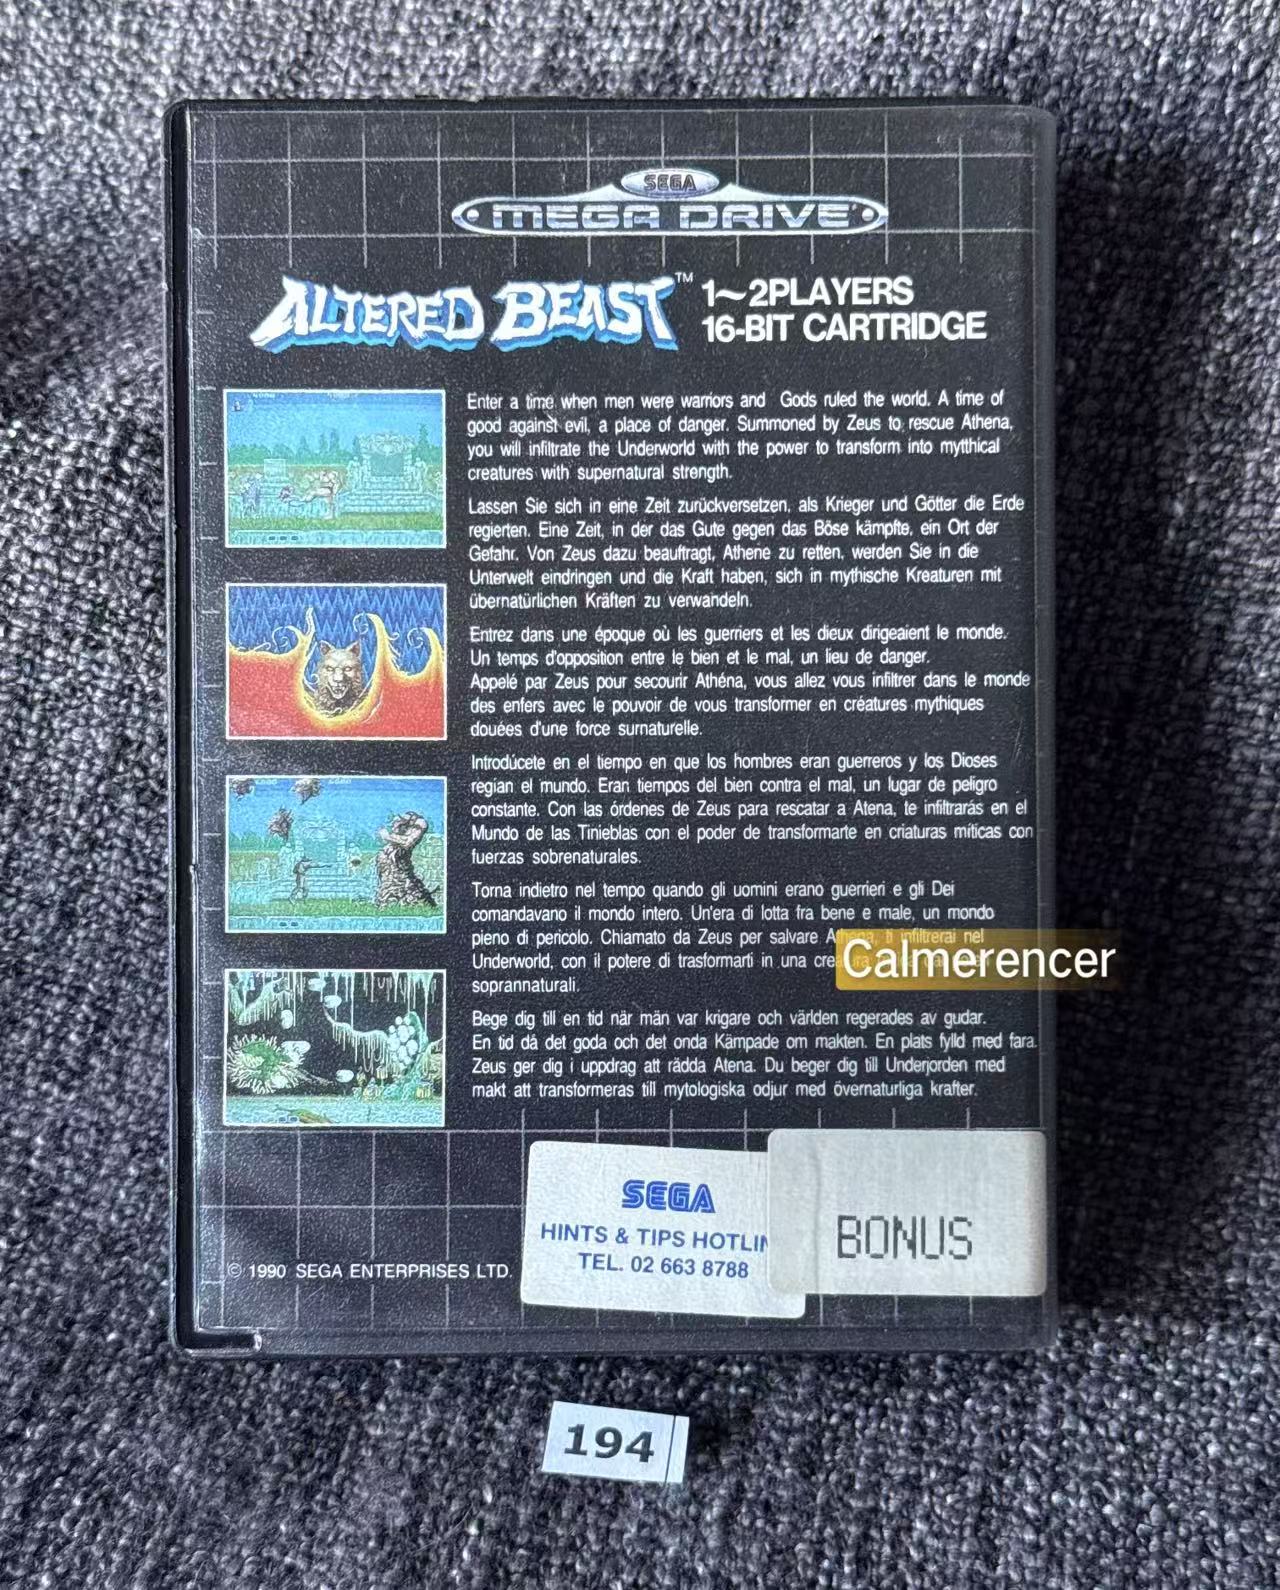 SEGA
MEGA DRIVE
ALTERED BEAST™
1~2PLAYERS
16-BIT CARTRIDGE
Enter a time when men were warriors and Gods ruled the world. A time of
good against evil, a place of danger. Summoned by Zeus to rescue Athena,
you will infiltrate the Underworld with the power to transform into mythical
creatures with supernatural strength.
Lassen Sie sich in eine Zeit zurückversetzen, als Krieger und Götter die Erde
regierten. Eine Zeit, in der das Gute gegen das Böse kämpfte, ein Ort der
Gefahr. Von Zeus dazu beauftragt, Athene zu retten, werden Sie in die
Unterwelt eindringen und die Kraft haben, sich in mythische Kreaturen mit
übernatürlichen Kräften zu verwandeln.
Entrez dans une époque où les guerriers et les dieux dirigeaient le monde.
Un temps d'opposition entre le bien et le mal, un lieu de danger.
Appelé par Zeus pour secourir Athéna, vous allez vous infiltrer dans le monde
des enfers avec le pouvoir de vous transformer en créatures mythiques
douées d'une force surnaturelle.
Introdúcete en el tiempo en que los hombres eran guerreros y los Dioses
regian el mundo. Eran tiempos del bien contra el mal, un lugar de peligro
constante. Con las órdenes de Zeus para rescatar a Atena, te infiltrarás en el
Mundo de las Tinieblas con el poder de transformarte en criaturas míticas con
fuerzas sobrenaturales.
Torna indietro nel tempo quando gli uomini erano guerrieri e gli Dei
comandavano il mondo intero. Un'era di lotta fra bene e male, un mondo
pieno di pericolo. Chiamato da Zeus per salvare Athena, ti infiltrerai nel
Underworld, con il potere di trasformarti in una
soprannaturali.
Calmerencer
Bege dig till en tid när män var krigare och världen regerades av gudar.
En tid då det goda och det onda Kämpade om makten. En plats fylld med fara.
Zeus ger dig i uppdrag att rädda Atena. Du beger dig till Underjorden med
makt att transformeras till mytologiska odjur med övernaturliga krafter.
SEGA
HINTS & TIPS HOTLIN
TEL. 02 663 8788
BONUS
© 1990 SEGA ENTERPRISES LTD.
194